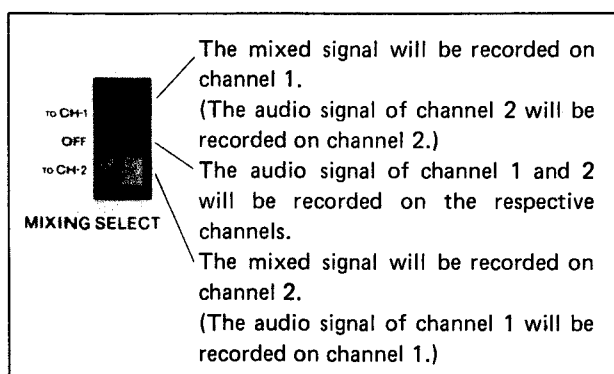 The mixed signal will be recorded on
channel 1.
(The audio signal of channel 2 will be
recorded on channel 2.)
TO CH-1
OFF
TO CH-2
The audio signal of channel 1 and 2
will be recorded on the respective
channels.
MIXING SELECT
The mixed signal will be recorded on
channel 2.
(The audio signal of channel 1 will be
recorded on channel 1.)